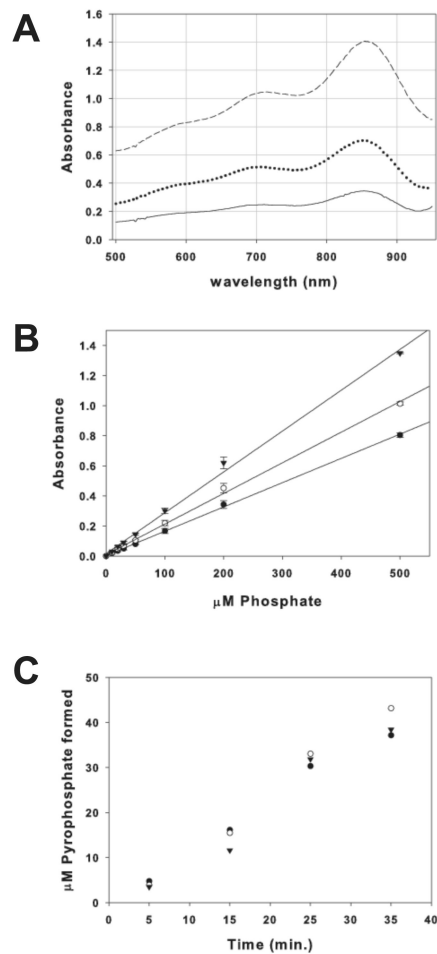 A
1.6
1.4
1.2
1.0
0.8
0.6
0.4
0.2
0.0
Absorbance
500 600 700 800 900
wavelength (nm)
B
1.4
1.2
1.0
0.8
0.6
0.4
0.2
0.0
Absorbance
0 100 200 300 400 500
µM Phosphate
C
50
40
30
20
10
0
µM Pyrophosphate formed
0 5 10 15 20 25 30 35 40
Time (min.)